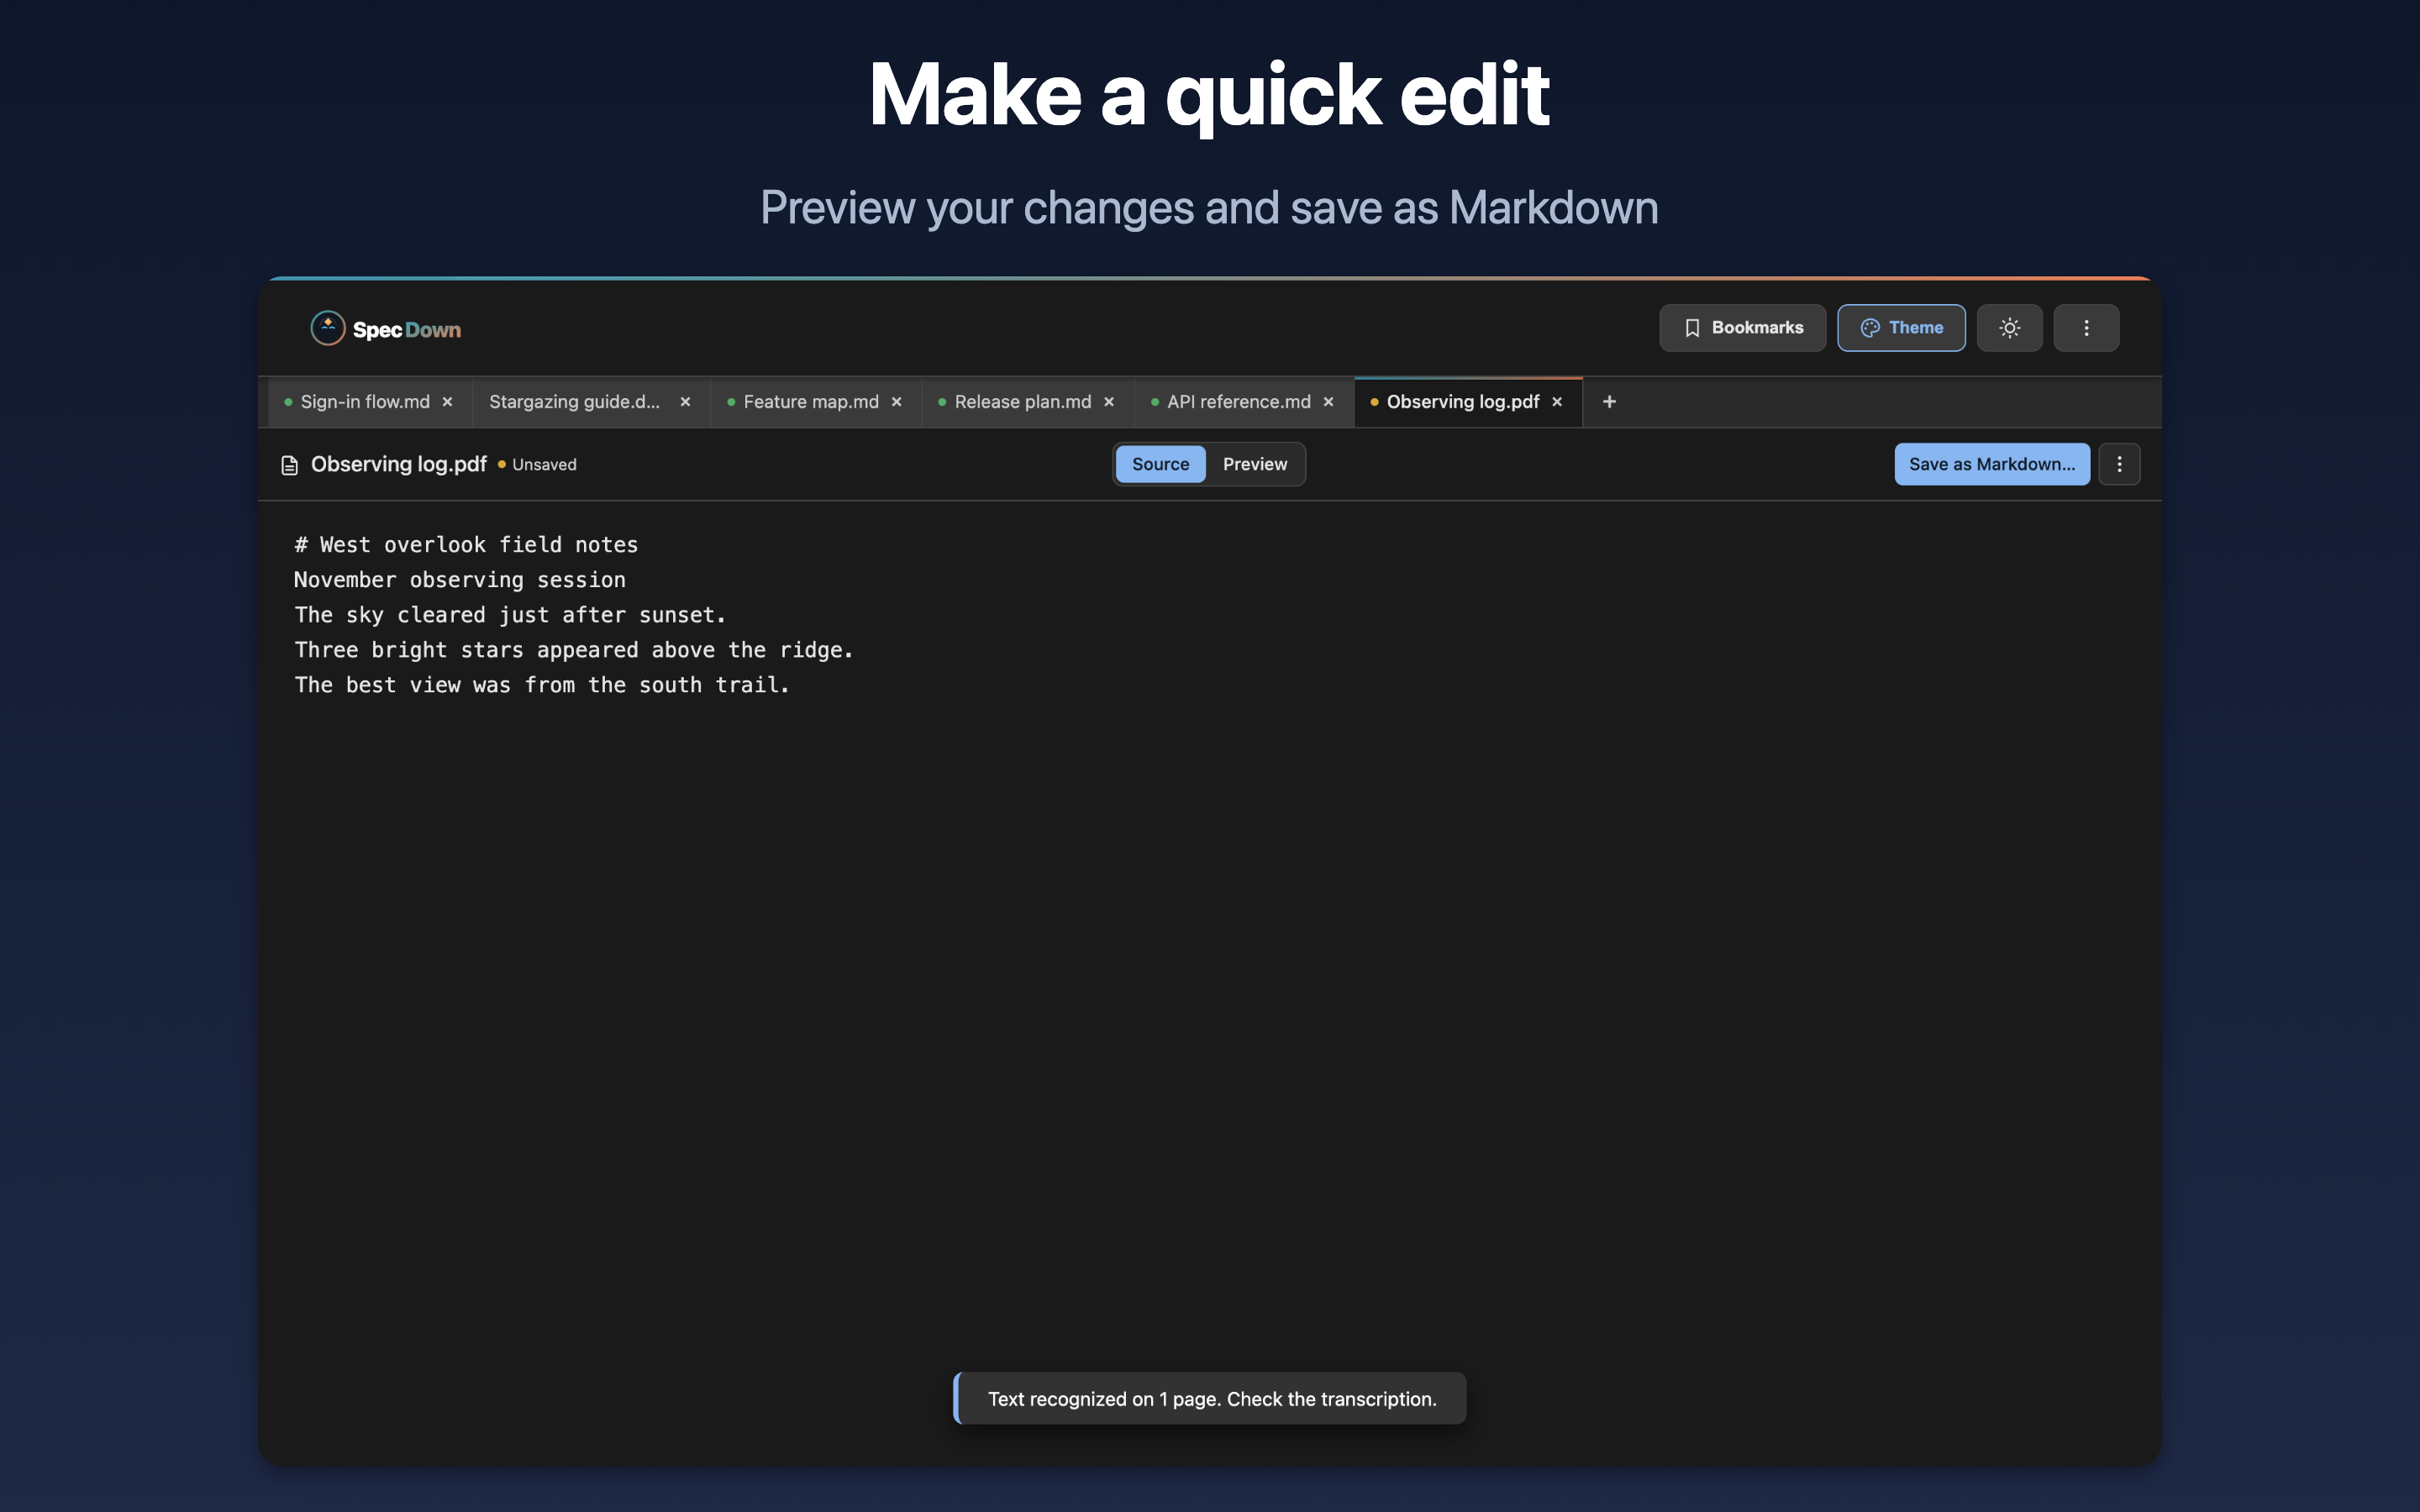 Make a quick edit
Preview your changes and save as Markdown
SpecDown
Bookmarks
Theme
Sign-in flow.md ×
Stargazing guide.d... ×
Feature map.md ×
Release plan.md ×
API reference.md ×
Observing log.pdf ×
+
Observing log.pdf Unsaved
Source Preview
Save as Markdown...
# West overlook field notes
November observing session
The sky cleared just after sunset.
Three bright stars appeared above the ridge.
The best view was from the south trail.
Text recognized on 1 page. Check the transcription.